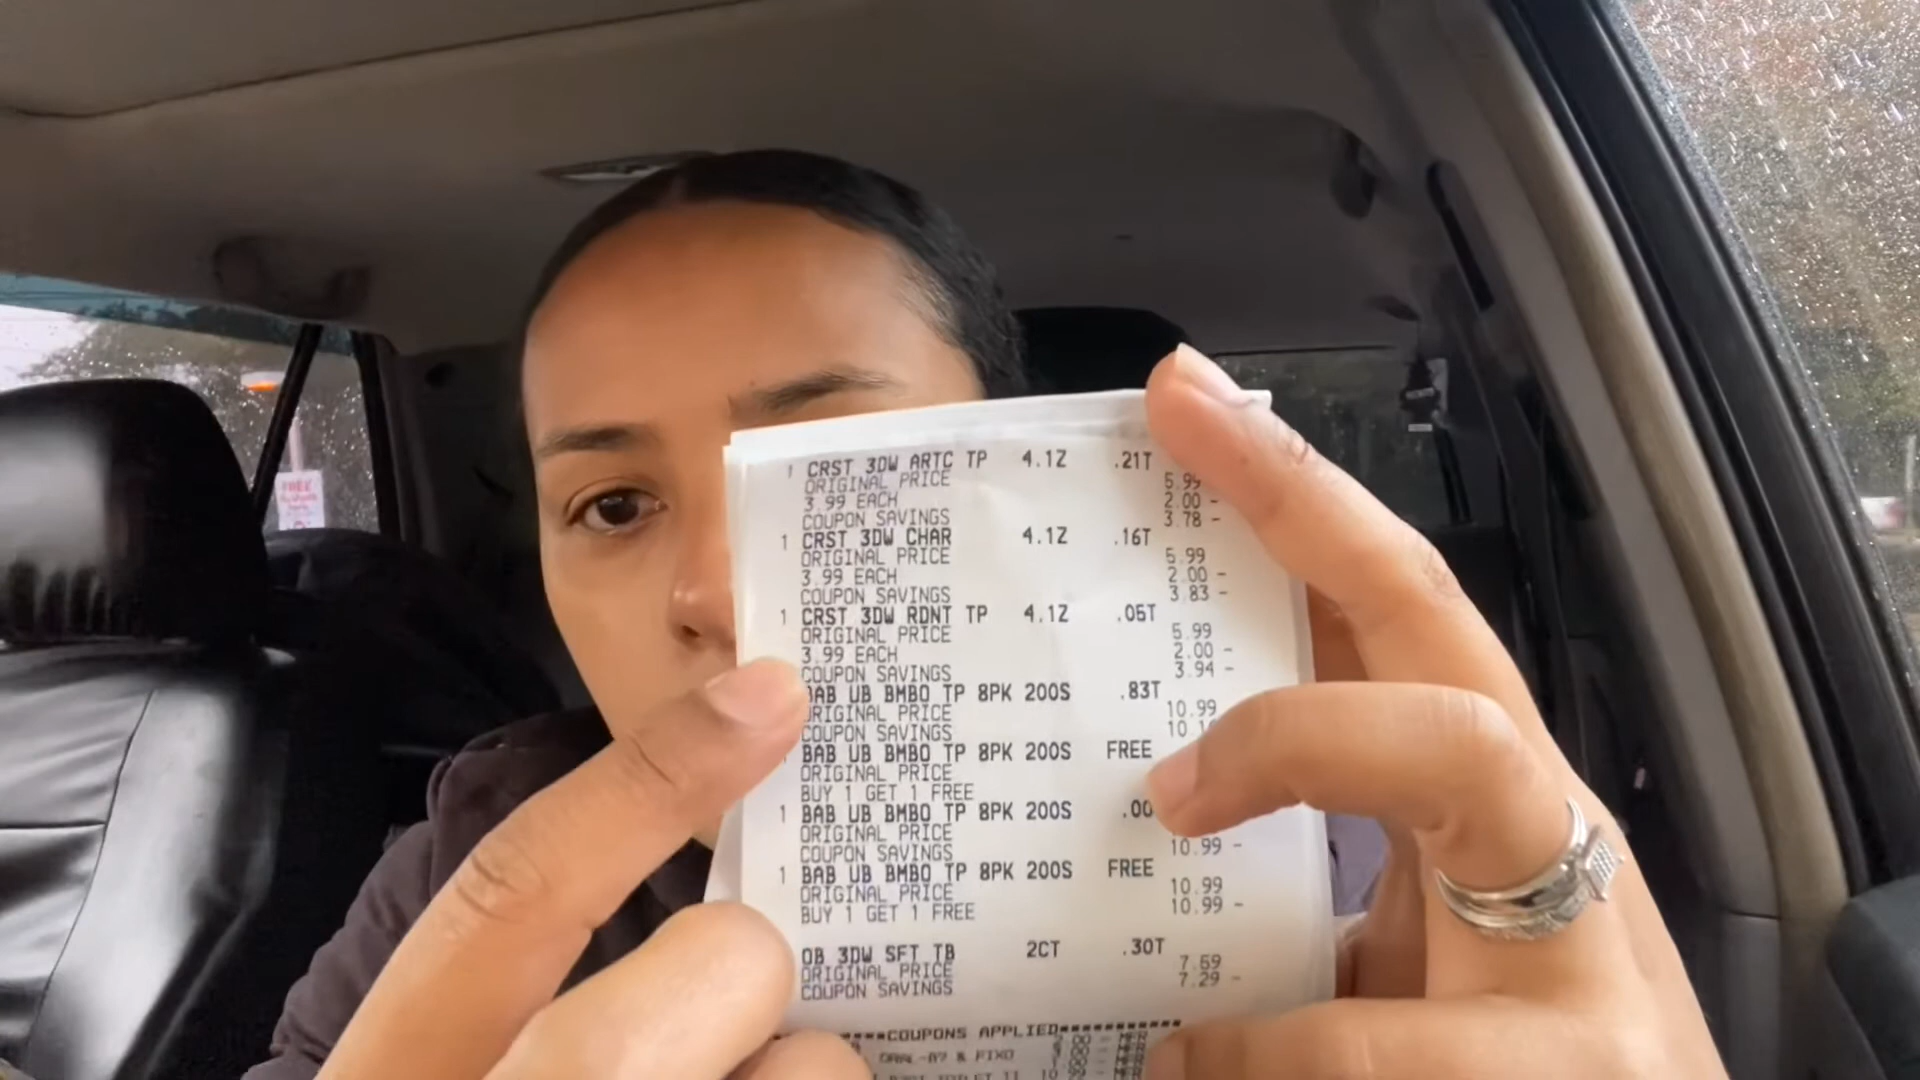 FREE
1 CRST 3DW ARTC TP 4.1Z .21T
ORIGINAL PRICE 5.99
3.99 EACH 2.00 -
COUPON SAVINGS 3.78 -
1 CRST 3DW CHAR 4.1Z .16T
ORIGINAL PRICE 5.99
3.99 EACH 2.00 -
COUPON SAVINGS 3.83 -
1 CRST 3DW RDNT TP 4.1Z .05T
ORIGINAL PRICE 5.99
3.99 EACH 2.00 -
COUPON SAVINGS 3.94 -
BAB UB BMBO TP 8PK 200S .83T
ORIGINAL PRICE 10.99
COUPON SAVINGS
BAB UB BMBO TP 8PK 200S FREE
ORIGINAL PRICE
BUY 1 GET 1 FREE
1 BAB UB BMBO TP 8PK 200S .00
ORIGINAL PRICE
COUPON SAVINGS 10.99 -
1 BAB UB BMBO TP 8PK 200S FREE
ORIGINAL PRICE 10.99
BUY 1 GET 1 FREE 10.99 -
OB 3DW SFT TB 2CT .30T
ORIGINAL PRICE 7.59
COUPON SAVINGS 7.29 -
COUPONS APPLIED